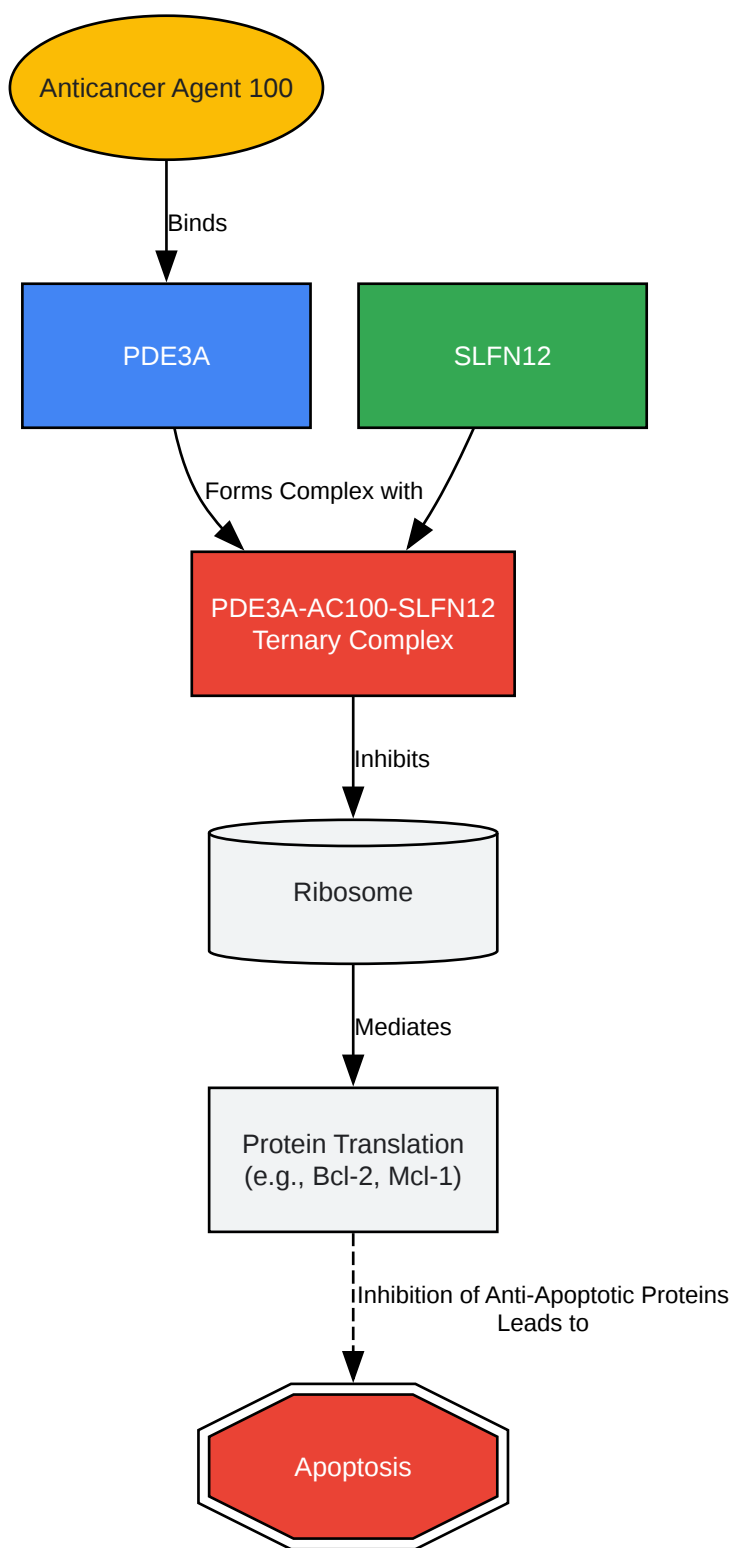 Anticancer Agent 100
Binds
PDE3A
SLFN12
Forms Complex with
PDE3A-AC100-SLFN12
Ternary Complex
Inhibits
Ribosome
Mediates
Protein Translation
(e.g., Bcl-2, Mcl-1)
Inhibition of Anti-Apoptotic Proteins
Leads to
Apoptosis